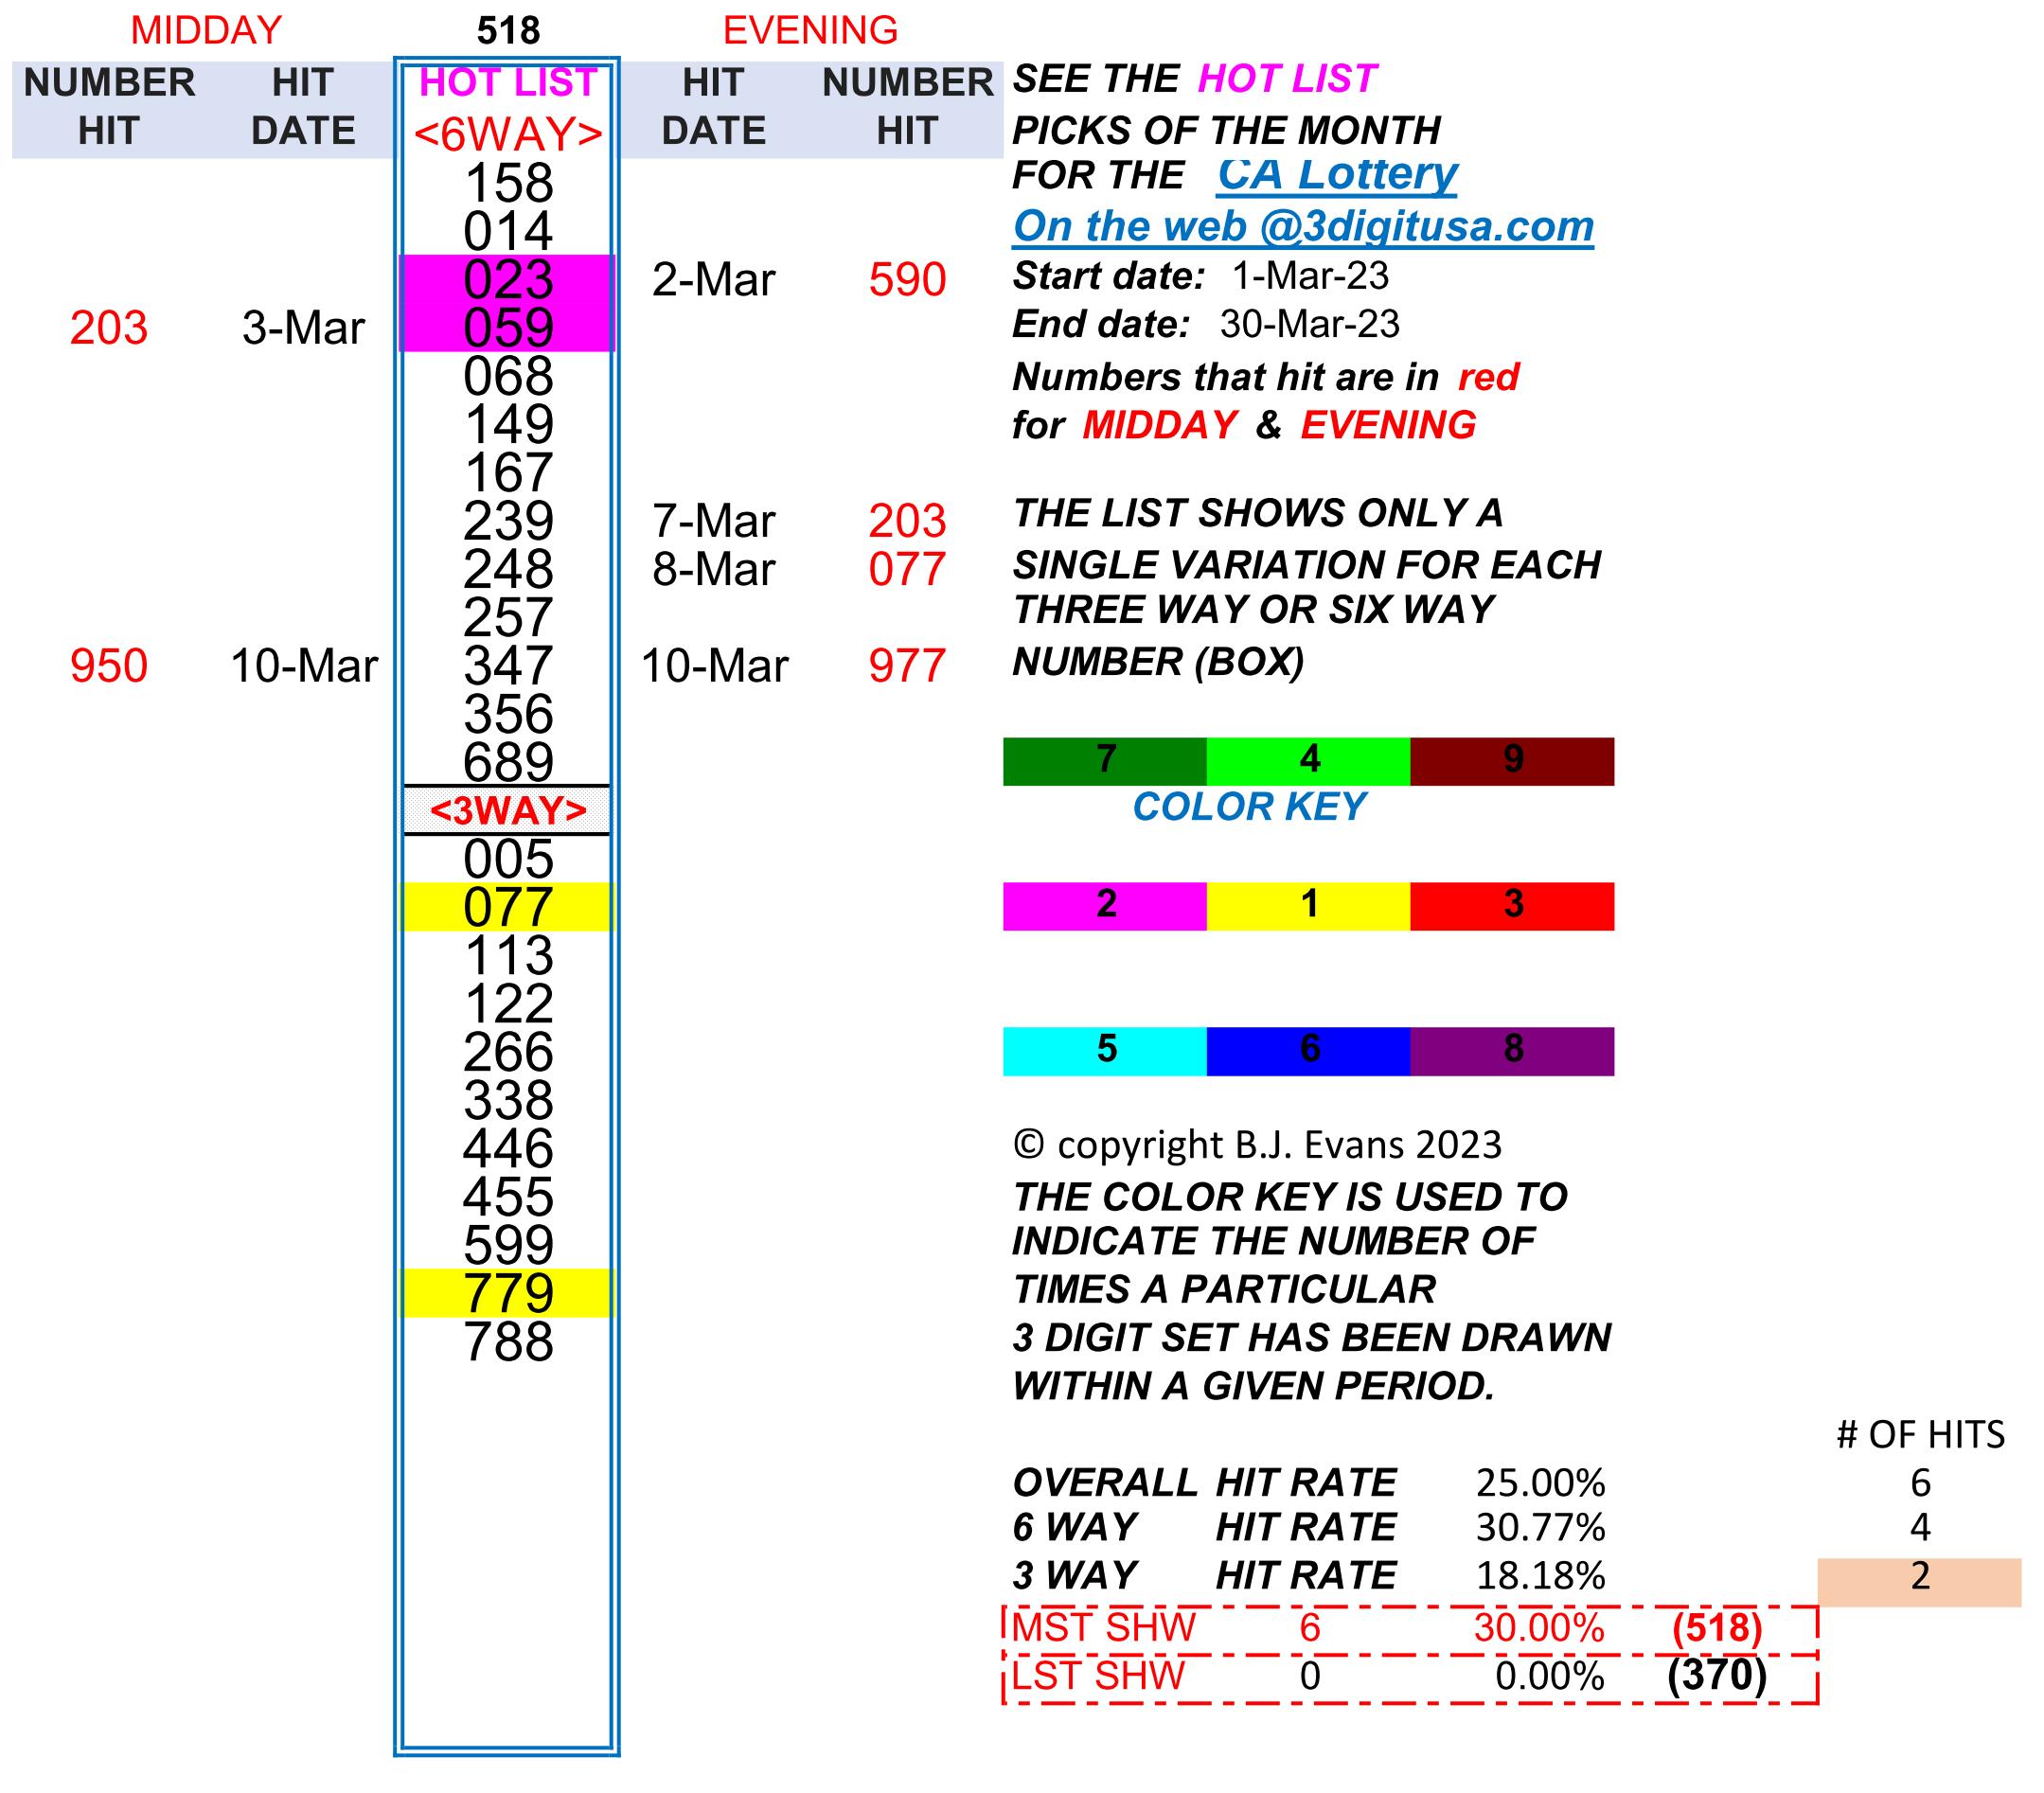 MIDDAY 518 EVENING
NUMBER HIT HOT LIST HIT NUMBER SEE THE HOT LIST
HIT DATE <6WAY> DATE HIT PICKS OF THE MONTH
158 FOR THE CA Lottery
014 On the web @3digitusa.com
023 2-Mar 590 Start date: 1-Mar-23
203 3-Mar 059 End date: 30-Mar-23
068 Numbers that hit are in red
149 for MIDDAY & EVENING
167
239 7-Mar 203 THE LIST SHOWS ONLY A
248 8-Mar 077 SINGLE VARIATION FOR EACH
257 THREE WAY OR SIX WAY
950 10-Mar 347 10-Mar 977 NUMBER (BOX)
356
689 7 4 9
<3WAY> COLOR KEY
005
077 2 1 3
113
122
266 5 6 8
338
446 © copyright B.J. Evans 2023
455 THE COLOR KEY IS USED TO
599 INDICATE THE NUMBER OF
779 TIMES A PARTICULAR
788 3 DIGIT SET HAS BEEN DRAWN
WITHIN A GIVEN PERIOD.
# OF HITS
OVERALL HIT RATE 25.00% 6
6 WAY HIT RATE 30.77% 4
3 WAY HIT RATE 18.18% 2
MST SHW 6 30.00% (518)
LST SHW 0 0.00% (370)